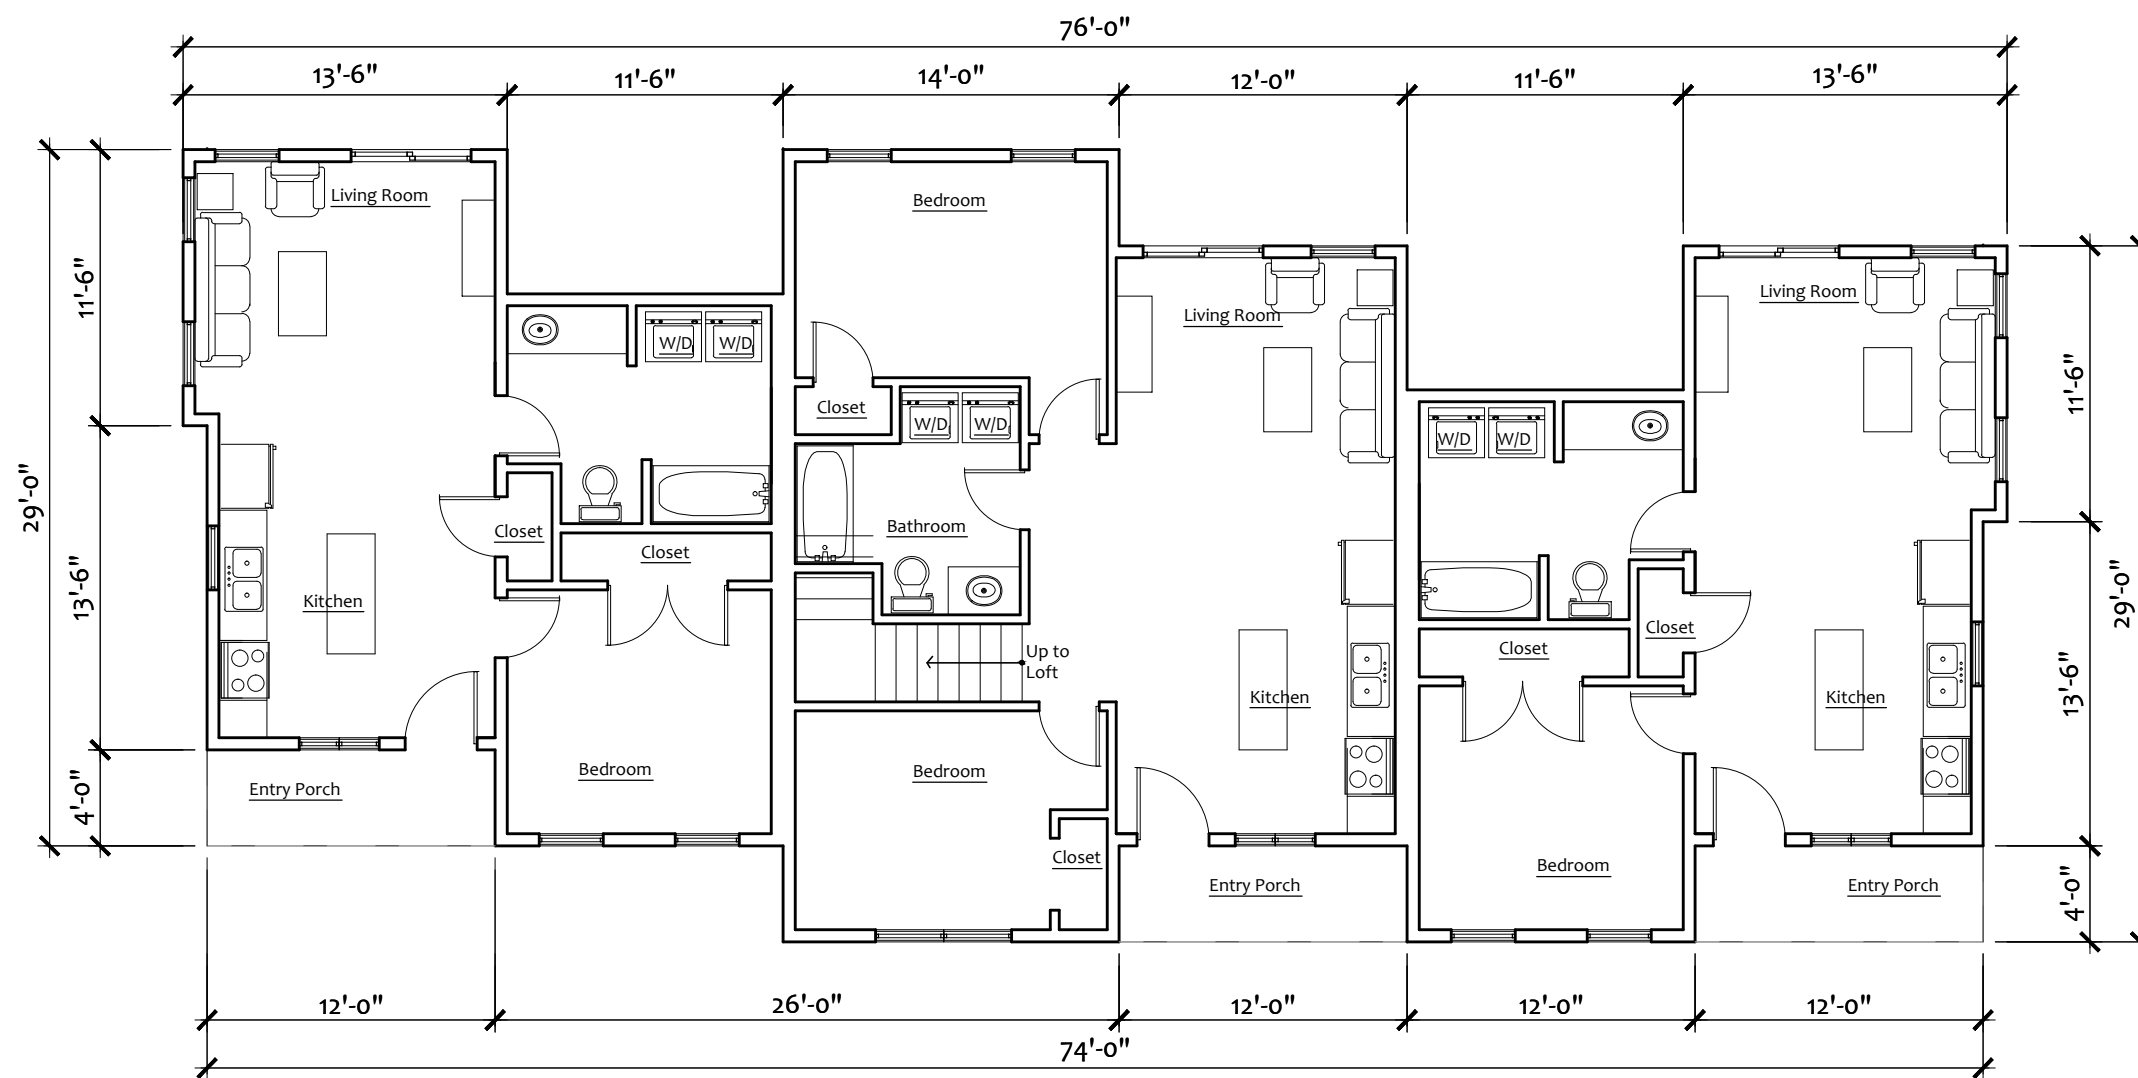 76'-0"
13'-6"
11'-6"
14'-0"
12'-0"
11'-6"
13'-6"
Living Room
Bedroom
Living Room
Living Room
11'-6"
W/D
W/D
11'-6"
Closet
W/D
W/D
W/D
W/D
29'-0"
Closet
Closet
Bathroom
13'-6"
Kitchen
29'-0"
Closet
Closet
Up to
Loft
13'-6"
Kitchen
Kitchen
Bedroom
Bedroom
Entry Porch
4'-0"
Closet
Bedroom
Entry Porch
Entry Porch
4'-0"
12'-0"
26'-0"
12'-0"
12'-0"
12'-0"
74'-0"